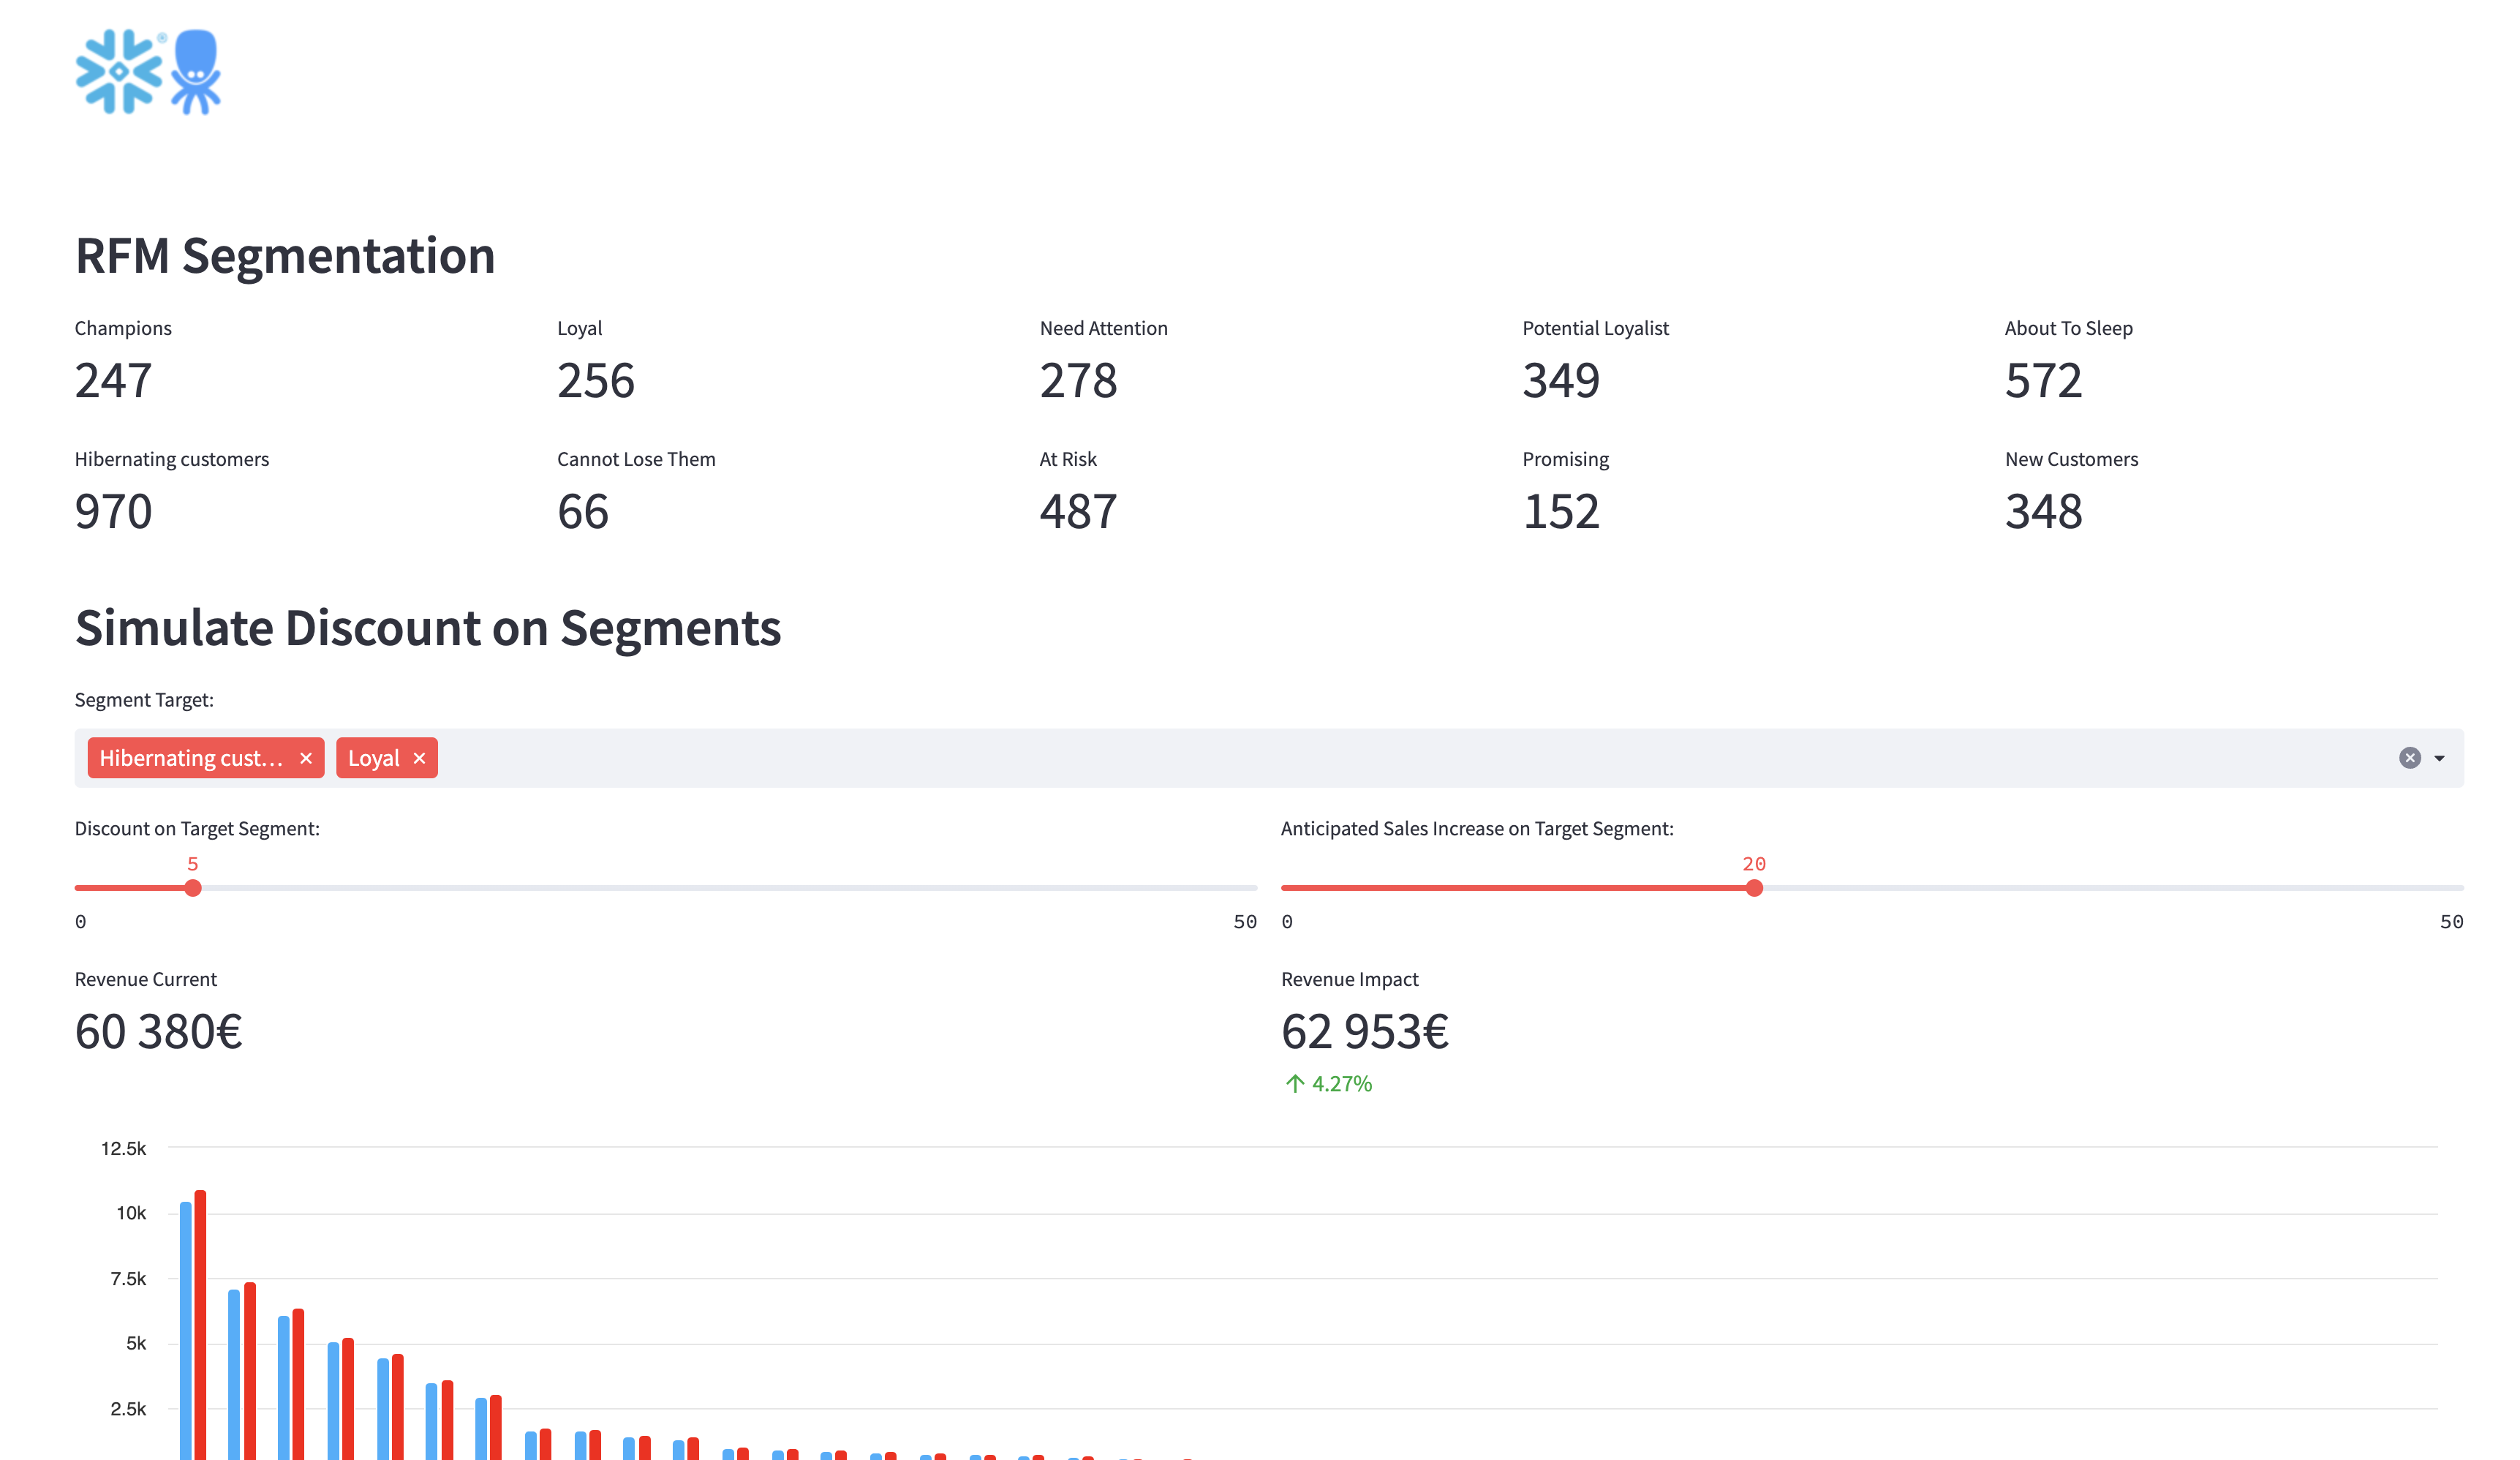 RFM Segmentation
Champions
247
Loyal
256
Need Attention
278
Potential Loyalist
349
About To Sleep
572
Hibernating customers
970
Cannot Lose Them
66
At Risk
487
Promising
152
New Customers
348
Simulate Discount on Segments
Segment Target:
Hibernating cust... × Loyal ×
Discount on Target Segment:
5
0 50
Anticipated Sales Increase on Target Segment:
20
0 50
Revenue Current
60 380€
Revenue Impact
62 953€
↑ 4.27%
12.5k
10k
7.5k
5k
2.5k